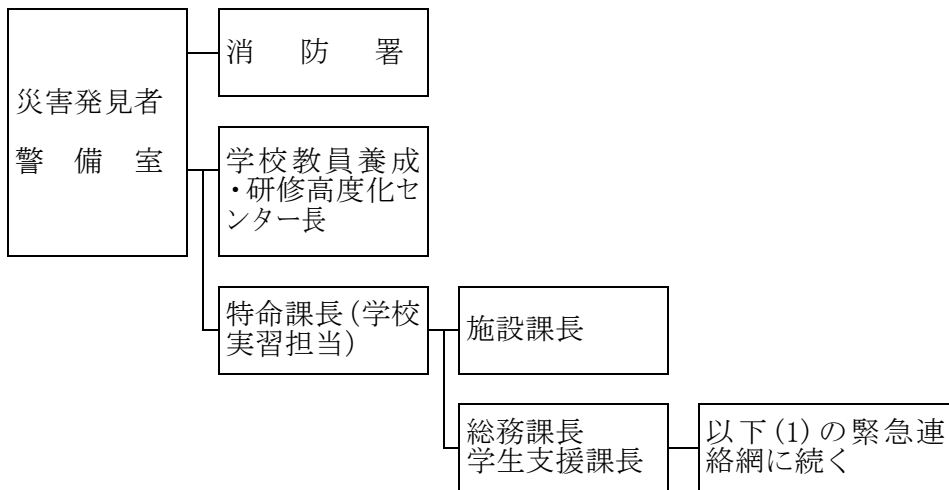 災害発見者
警備室
消防署
学校教員養成
・研修高度化セ
ンター長
特命課長(学校
実習担当)
施設課長
総務課長
学生支援課長
以下(1)の緊急連
絡網に続く